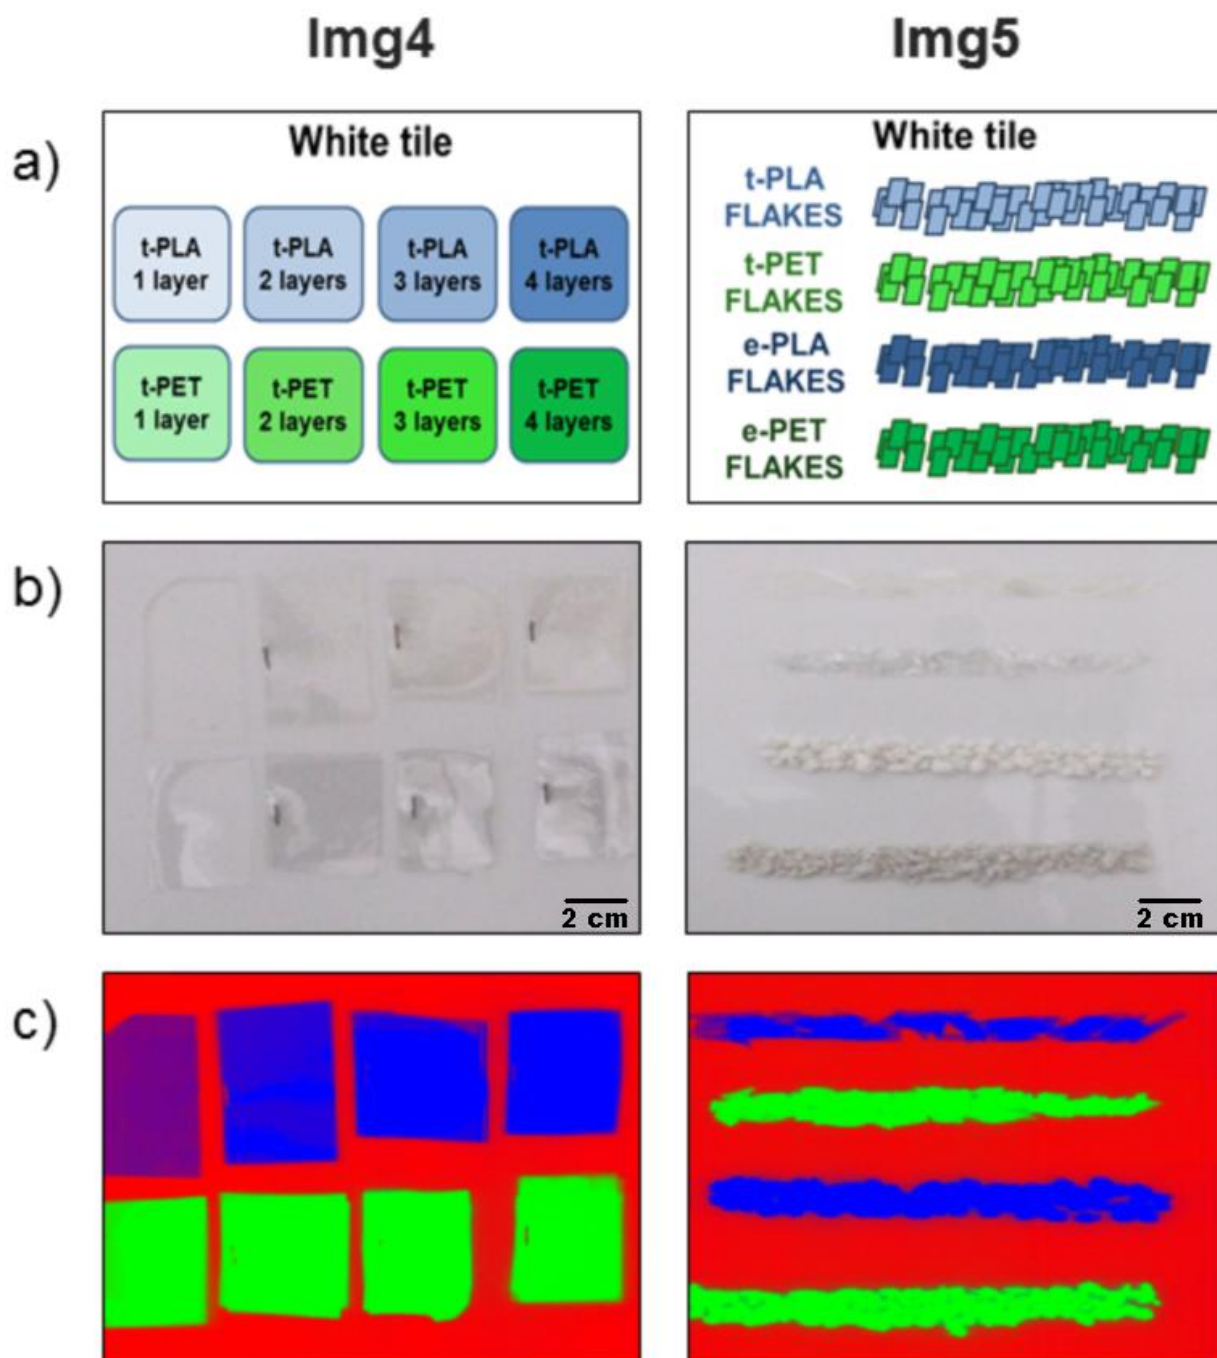 Img4
Img5
a)
White tile
t-PLA
1 layer
t-PLA
2 layers
t-PLA
3 layers
t-PLA
4 layers
t-PET
1 layer
t-PET
2 layers
t-PET
3 layers
t-PET
4 layers
White tile
t-PLA
FLAKES
t-PET
FLAKES
e-PLA
FLAKES
e-PET
FLAKES
b)
2 cm
2 cm
c)